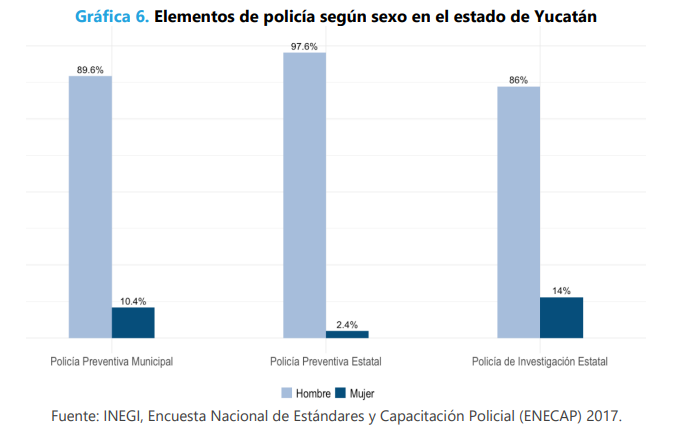 Gráfica 6. Elementos de policía según sexo en el estado de Yucatán
97.6%
89.6%
86%
10.4%
2.4%
14%
Policía Preventiva Municipal
Policía Preventiva Estatal
Policía de Investigación Estatal
Hombre
Mujer
Fuente: INEGI, Encuesta Nacional de Estándares y Capacitación Policial (ENECAP) 2017.